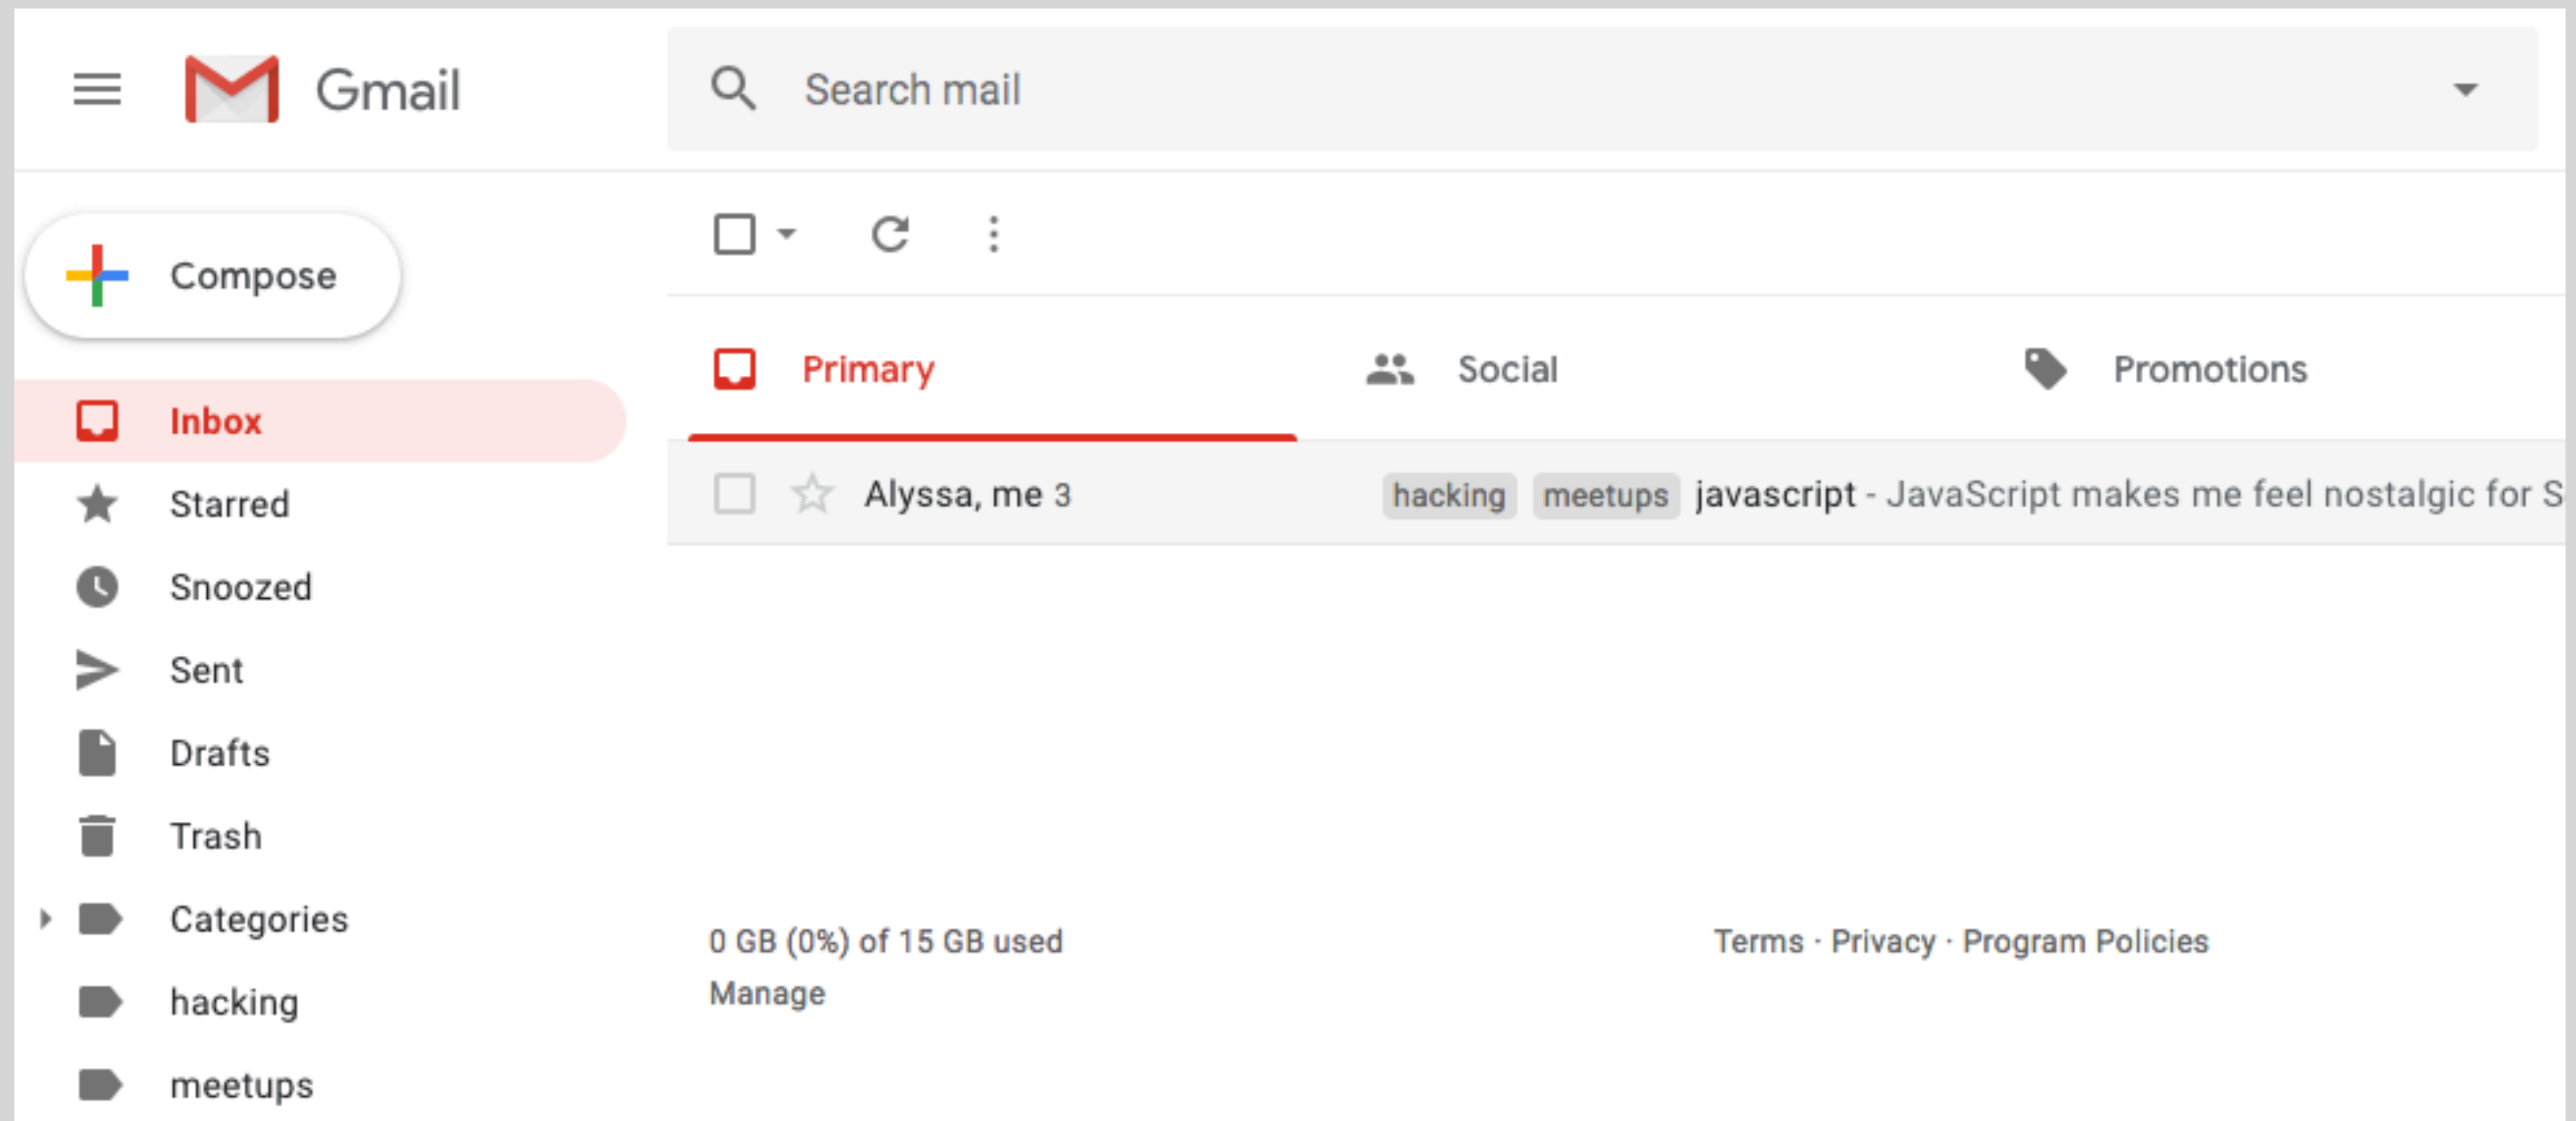 Gmail
Search mail
Compose
Inbox
Starred
Snoozed
Sent
Drafts
Trash
Categories
hacking
meetups
Primary
Social
Promotions
Alyssa, me 3 hacking meetups javascript - JavaScript makes me feel nostalgic for S
0 GB (0%) of 15 GB used
Manage
Terms · Privacy · Program Policies